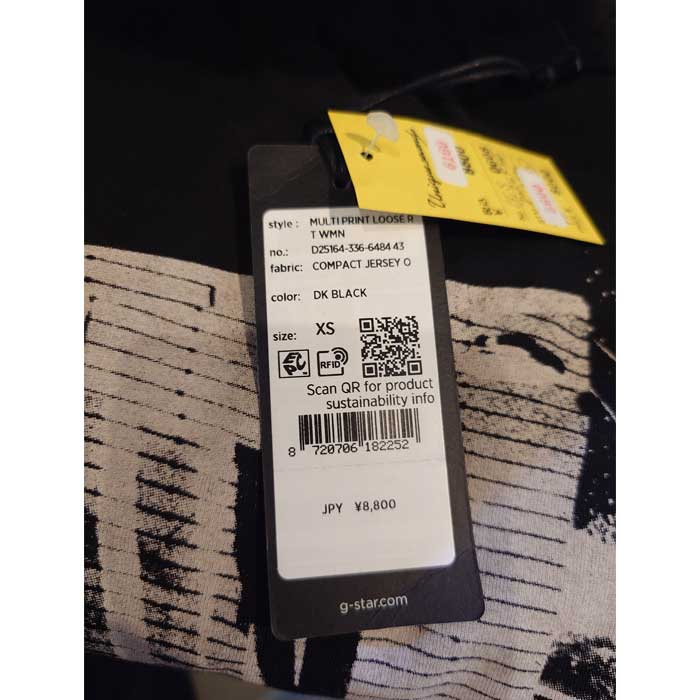 style : MULTI PRINT LOOSE R
T WMN
no.: D25164-336-6484 43
fabric: COMPACT JERSEY O
color: DK BLACK
size: XS
EPC RFID
Scan QR for product
sustainability info
8 720706 182252
JPY ¥8,800
g-star.com